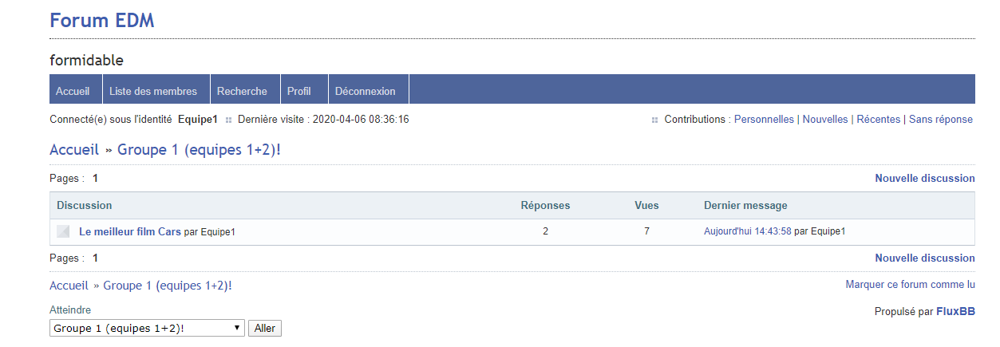 Forum EDM
formidable
Accueil Liste des membres Recherche Profil Déconnexion
Connecté(e) sous l'identité Equipe1 Dernière visite : 2020-04-06 08:36:16 Contributions : Personnelles | Nouvelles | Récentes | Sans réponse
Accueil » Groupe 1 (equipes 1+2)!
Pages : 1 Nouvelle discussion
Discussion Réponses Vues Dernier message
Le meilleur film Cars par Equipe1 2 7 Aujourd'hui 14:43:58 par Equipe1
Pages : 1 Nouvelle discussion
Accueil » Groupe 1 (equipes 1+2)! Marquer ce forum comme lu
Atteindre Propulsé par FluxBB
Groupe 1 (equipes 1+2)! Aller